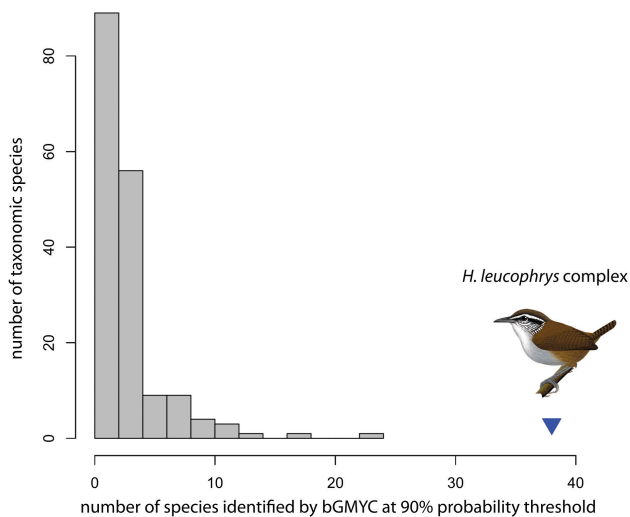 number of taxonomic species
80
60
40
20
0
H. leucophrys complex
0 10 20 30 40
number of species identified by bGMYC at 90% probability threshold